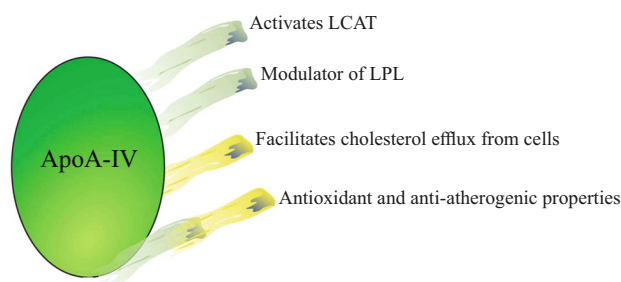 Activates LCAT
Modulator of LPL
Facilitates cholesterol efflux from cells
ApoA-IV
Antioxidant and anti-atherogenic properties